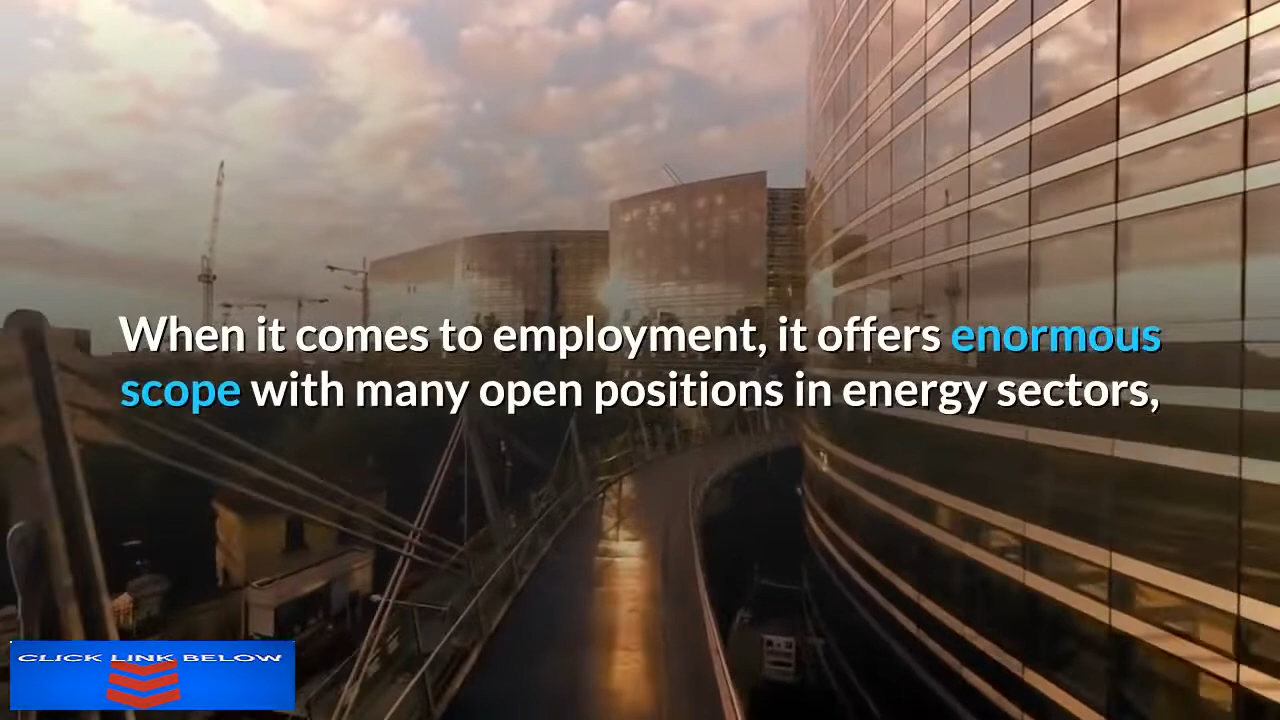 When it comes to employment, it offers enormous
scope with many open positions in energy sectors,
CLICK LINK BELOW